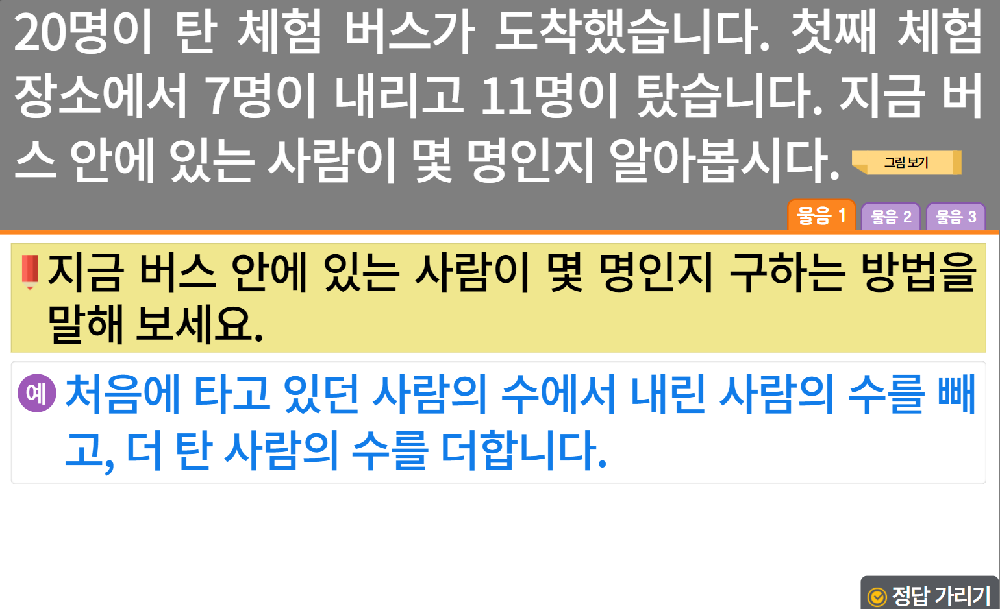 20명이 탄 체험 버스가 도착했습니다. 첫째 체험
장소에서 7명이 내리고 11명이 탔습니다. 지금 버
스 안에 있는 사람이 몇 명인지 알아봅시다. 그림 보기
물음 1 물음 2 물음 3
지금 버스 안에 있는 사람이 몇 명인지 구하는 방법을
말해 보세요.
예 처음에 타고 있던 사람의 수에서 내린 사람의 수를 빼
고, 더 탄 사람의 수를 더합니다.
정답 가리기